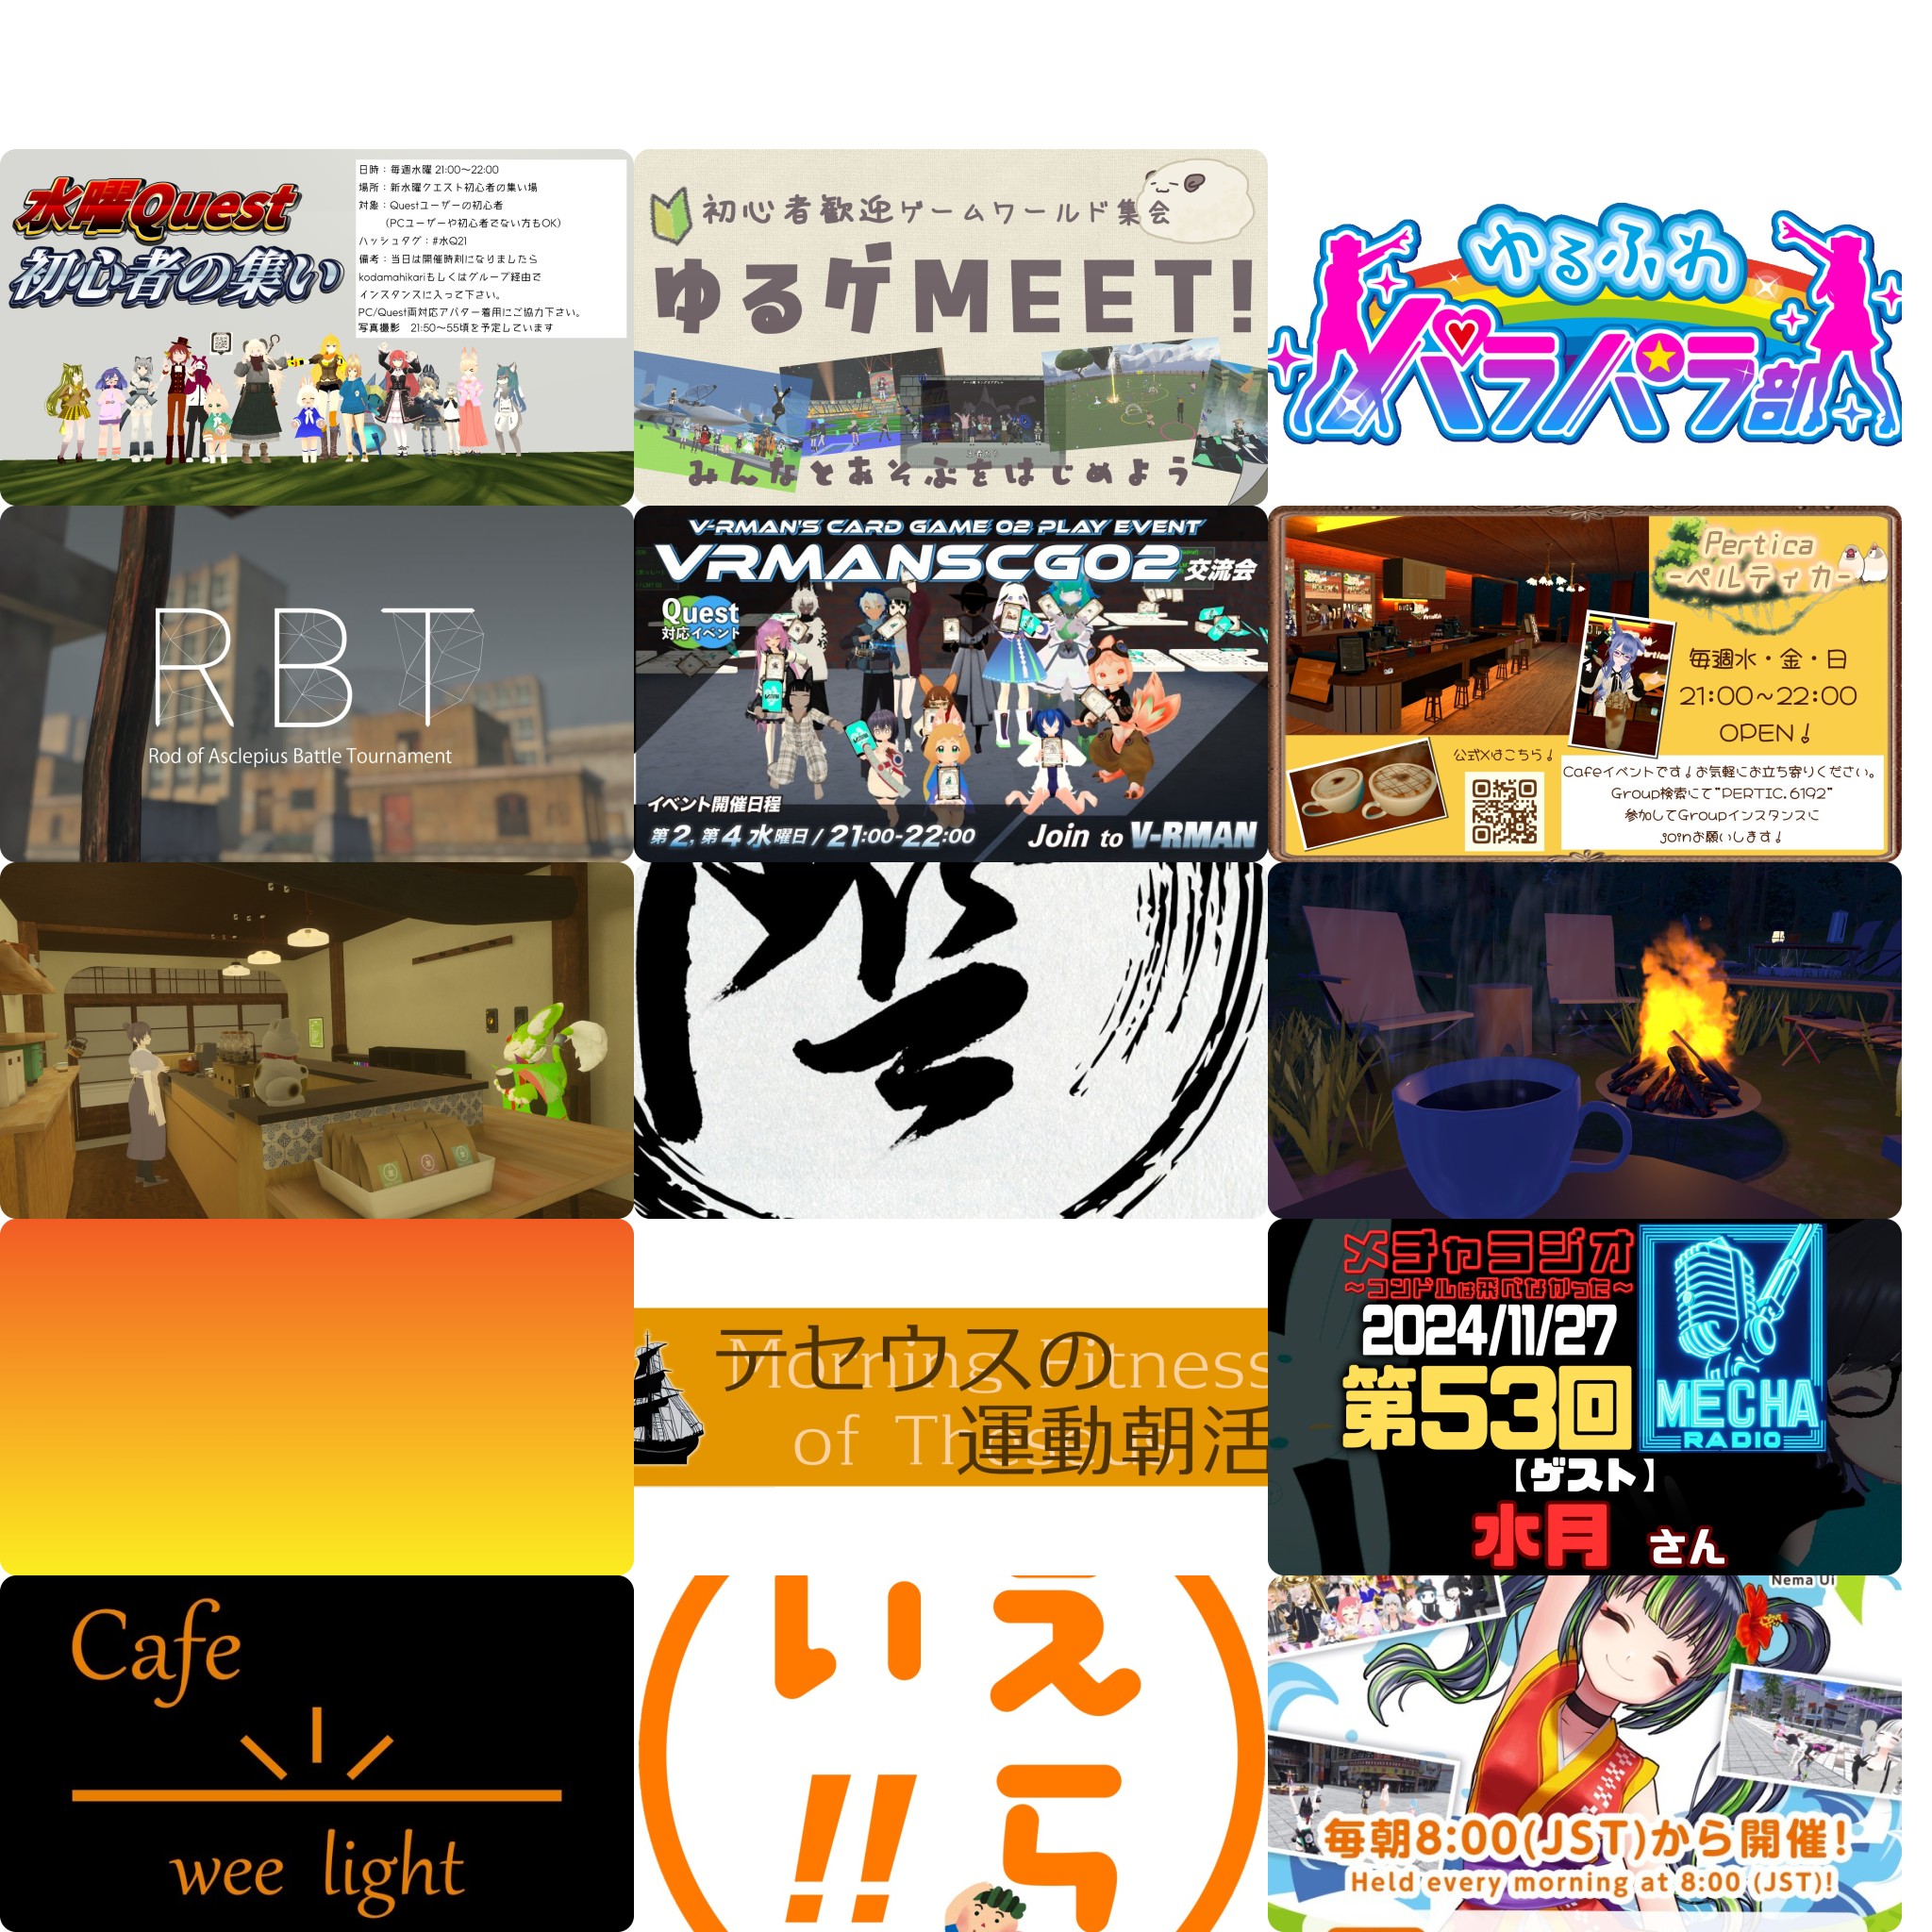 水曜Quest
初心者の集い
日時：毎週水曜 21:00～22:00
場所：新水曜クエスト初心者の集い場
対象：Questユーザーの初心者
（PCユーザーや初心者でない方もOK）
ハッシュタグ：#水Q21
備考：当日は開催時刻になりましたら
kodamahikariもしくはグループ経由で
インスタンスに入って下さい。
PC/Quest両対応アバター着用にご協力下さい。
写真撮影 21:50～55頃を予定しています
初心者歓迎ゲームワールド集会
ゆるゲMEET!
みんなとあそぶをはじめよう
ゆるふわ
パラパラ部
RBT
Rod of Asclepius Battle Tournament
V-RMAN'S CARD GAME 02 PLAY EVENT
VRMANSCG02交流会
Quest
対応イベント
イベント開催日程
第2, 第4 水曜日 / 21:00-22:00
Join to V-RMAN
Pertica
-ペルティカ-
毎週水・金・日
21:00~22:00
OPEN！
公式Xはこちら！
Cafeイベントです！お気軽にお立ち寄りください。
Group検索にて"PERTIC.6192"
参加してGroupインスタンスに
joinお願いします！
テセウスの
運動朝活
Morning Fitness
of Theseus
メチャラジオ
～コンドルは飛べなかった～
2024/11/27
第53回
【ゲスト】
水月 さん
MECHA
RADIO
Cafe
wee light
えら
い!!
Nema Ui
毎朝8:00(JST)から開催!
Held every morning at 8:00 (JST)!